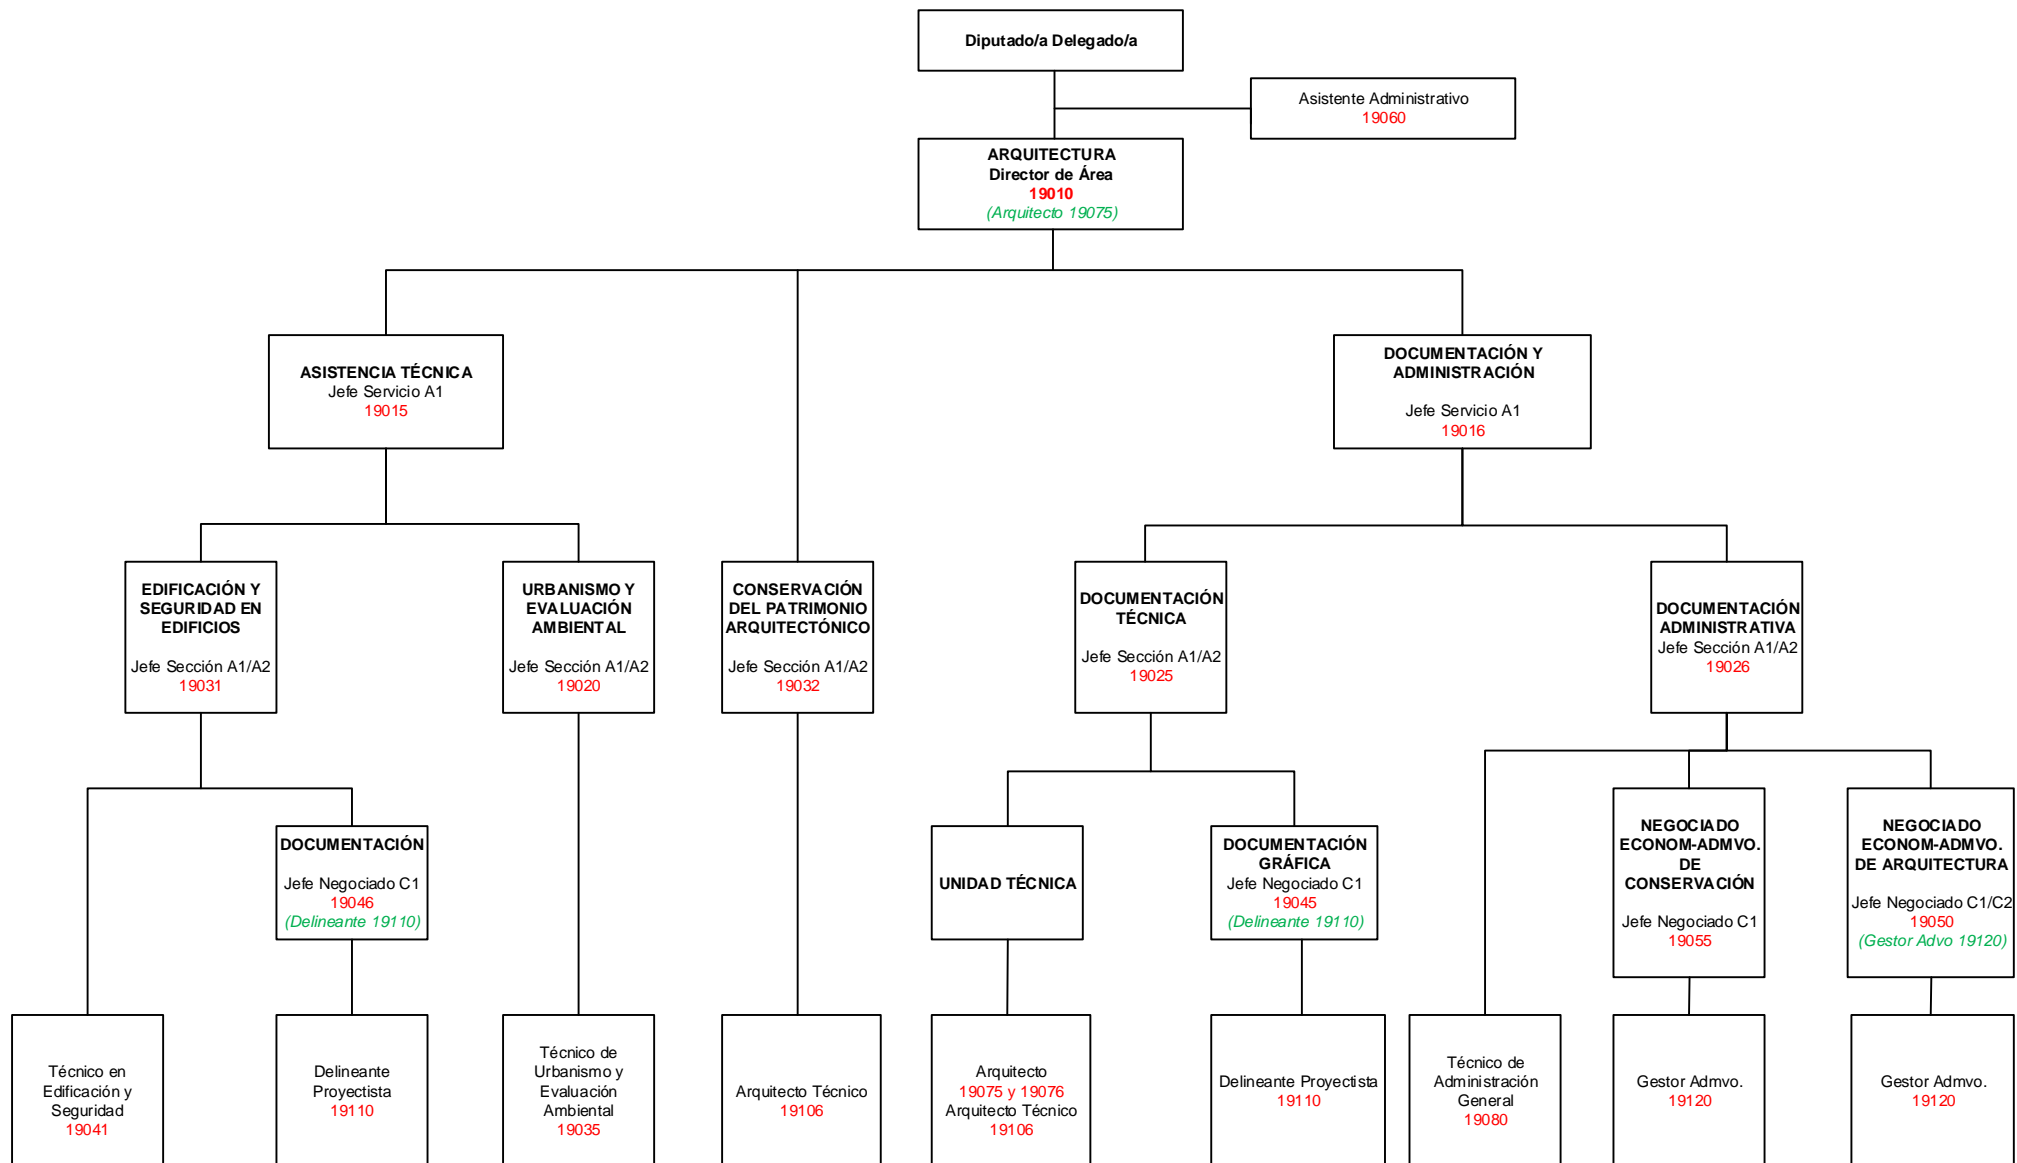 Diputado/a Delegado/a
Asistente Administrativo
19060
ARQUITECTURA
Director de Área
19010
(Arquitecto 19075)
ASISTENCIA TÉCNICA
Jefe Servicio A1
19015
DOCUMENTACIÓN Y
ADMINISTRACIÓN
Jefe Servicio A1
19016
EDIFICACIÓN Y
SEGURIDAD EN
EDIFICIOS
Jefe Sección A1/A2
19031
URBANISMO Y
EVALUACIÓN
AMBIENTAL
Jefe Sección A1/A2
19020
CONSERVACIÓN
DEL PATRIMONIO
ARQUITECTÓNICO
Jefe Sección A1/A2
19032
DOCUMENTACIÓN
TÉCNICA
Jefe Sección A1/A2
19025
DOCUMENTACIÓN
ADMINISTRATIVA
Jefe Sección A1/A2
19026
DOCUMENTACIÓN
Jefe Negociado C1
19046
(Delineante 19110)
UNIDAD TÉCNICA
DOCUMENTACIÓN
GRÁFICA
Jefe Negociado C1
19045
(Delineante 19110)
NEGOCIADO
ECONOM-ADMVO.
DE
CONSERVACIÓN
Jefe Negociado C1
19055
NEGOCIADO
ECONOM-ADMVO.
DE ARQUITECTURA
Jefe Negociado C1/C2
19050
(Gestor Advo 19120)
Técnico en
Edificación y
Seguridad
19041
Delineante
Proyectista
19110
Técnico de
Urbanismo y
Evaluación
Ambiental
19035
Arquitecto Técnico
19106
Arquitecto
19075 y 19076
Arquitecto Técnico
19106
Delineante Proyectista
19110
Técnico de
Administración
General
19080
Gestor Admvo.
19120
Gestor Admvo.
19120